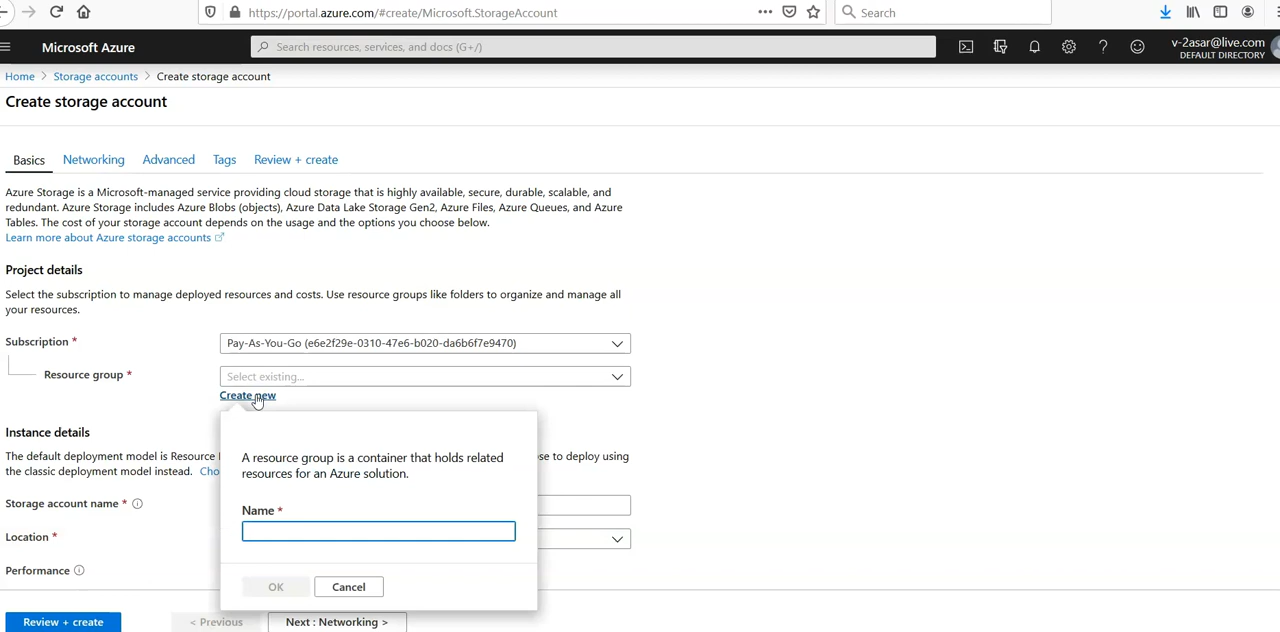 https://portal.azure.com/#create/Microsoft.StorageAccount
Search
Microsoft Azure
Search resources, services, and docs (G+/)
v-2asar@live.com
DEFAULT DIRECTORY
Home > Storage accounts > Create storage account
Create storage account
Basics Networking Advanced Tags Review + create
Azure Storage is a Microsoft-managed service providing cloud storage that is highly available, secure, durable, scalable, and
redundant. Azure Storage includes Azure Blobs (objects), Azure Data Lake Storage Gen2, Azure Files, Azure Queues, and Azure
Tables. The cost of your storage account depends on the usage and the options you choose below.
Learn more about Azure storage accounts
Project details
Select the subscription to manage deployed resources and costs. Use resource groups like folders to organize and manage all
your resources.
Subscription *
Pay-As-You-Go (e6e2f29e-0310-47e6-b020-da6b6f7e9470)
Resource group *
Select existing...
Create new
Instance details
The default deployment model is Resource
se to deploy using
the classic deployment model instead. Cho
A resource group is a container that holds related
resources for an Azure solution.
Name *
OK Cancel
Storage account name *
Location *
Performance
Review + create < Previous Next : Networking >